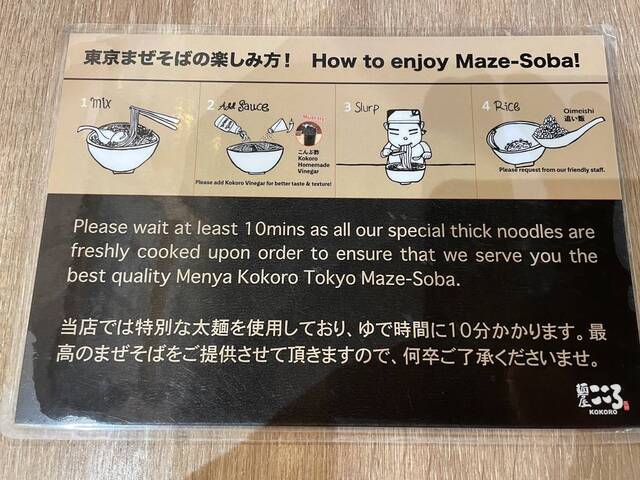 東京まぜそばの楽しみ方! How to enjoy Maze-Soba!
1 mix
2 Add Sauce
Must try
こんぶ酢
Kokoro
Homemade
Vinegar
Please add Kokoro Vinegar for better taste & texture!
3 Slurp
4 Rice
Oimeishi
追い飯
Please request from our friendly staff.
Please wait at least 10mins as all our special thick noodles are
freshly cooked upon order to ensure that we serve you the
best quality Menya Kokoro Tokyo Maze-Soba.
当店では特別な太麺を使用しており、ゆで時間に10分かかります。最
高のまぜそばをご提供させて頂きますので、何卒ご了承くださいませ。
麺屋こころ
KOKORO